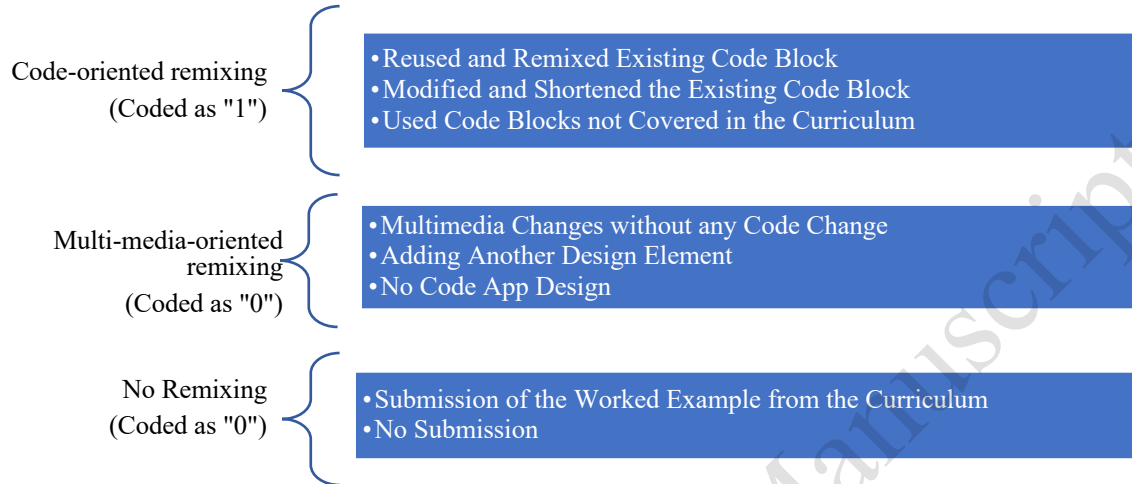 Code-oriented remixing
(Coded as "1")
•Reused and Remixed Existing Code Block
•Modified and Shortened the Existing Code Block
•Used Code Blocks not Covered in the Curriculum
Multi-media-oriented
remixing
(Coded as "0")
•Multimedia Changes without any Code Change
•Adding Another Design Element
•No Code App Design
No Remixing
(Coded as "0")
•Submission of the Worked Example from the Curriculum
•No Submission
Manuscript